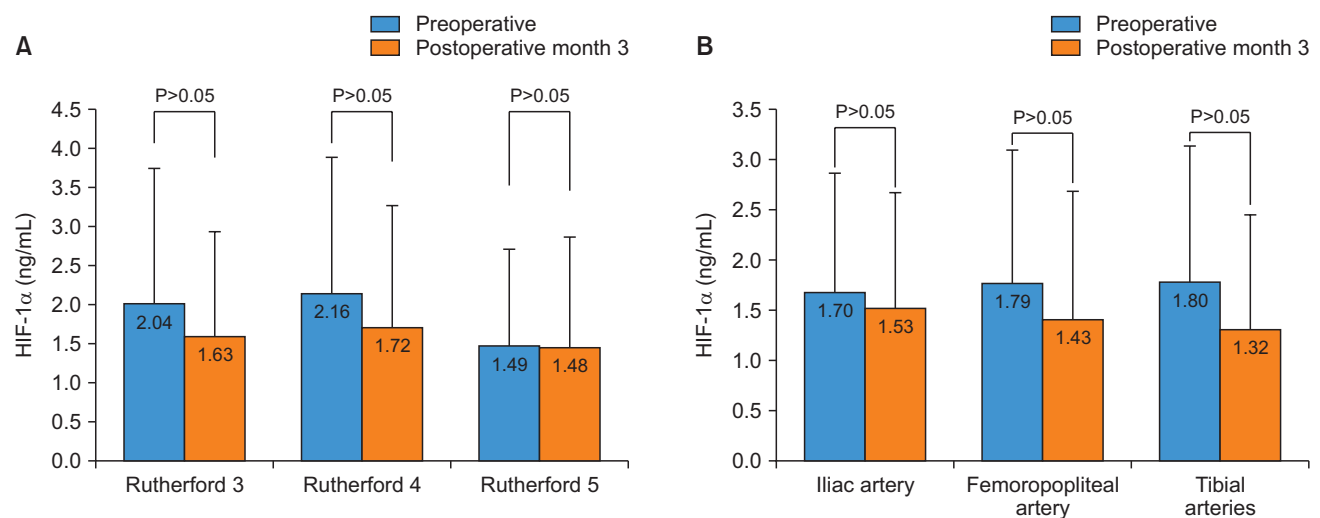 A
Preoperative
Postoperative month 3
P>0.05
P>0.05
P>0.05
HIF-1α (ng/mL)
4.5
4.0
3.5
3.0
2.5
2.0
1.5
1.0
0.5
0.0
2.04
1.63
2.16
1.72
1.49
1.48
Rutherford 3
Rutherford 4
Rutherford 5
B
Preoperative
Postoperative month 3
P>0.05
P>0.05
P>0.05
HIF-1α (ng/mL)
3.5
3.0
2.5
2.0
1.5
1.0
0.5
0.0
1.70
1.53
1.79
1.43
1.80
1.32
Iliac artery
Femoropopliteal
artery
Tibial
arteries